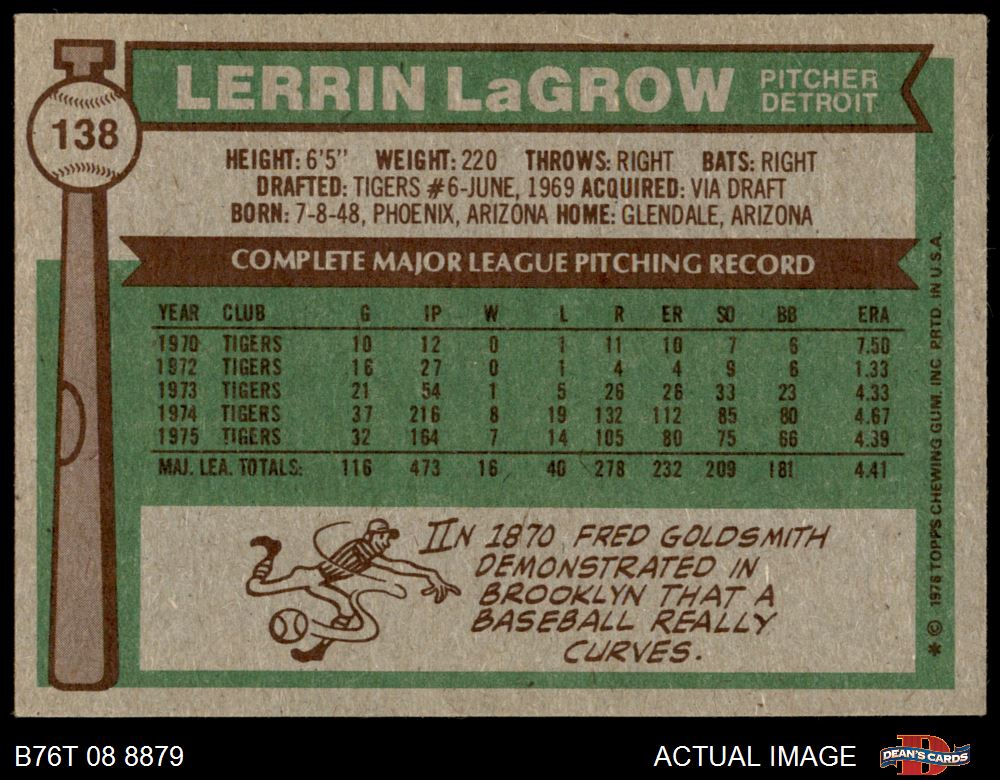 138
LERRIN LaGROW
PITCHER
DETROIT
HEIGHT: 6'5" WEIGHT: 220 THROWS: RIGHT BATS: RIGHT
DRAFTED: TIGERS #6-JUNE, 1969 ACQUIRED: VIA DRAFT
BORN: 7-8-48, PHOENIX, ARIZONA HOME: GLENDALE, ARIZONA
COMPLETE MAJOR LEAGUE PITCHING RECORD
YEAR CLUB G IP W L R ER SO BB ERA
1970 TIGERS 10 12 0 1 11 10 7 6 7.50
1972 TIGERS 16 27 0 1 4 4 9 6 1.33
1973 TIGERS 21 54 1 5 26 26 33 23 4.33
1974 TIGERS 37 216 8 19 132 112 85 80 4.67
1975 TIGERS 32 164 7 14 105 80 75 66 4.39
MAJ. LEA. TOTALS: 116 473 16 40 278 232 209 181 4.41
IN 1870 FRED GOLDSMITH
DEMONSTRATED IN
BROOKLYN THAT A
BASEBALL REALLY
CURVES.
* © 1976 TOPPS CHEWING GUM, INC. PRTD. IN U.S.A.
B76T 08 8879
ACTUAL IMAGE
D
DEAN'S CARDS